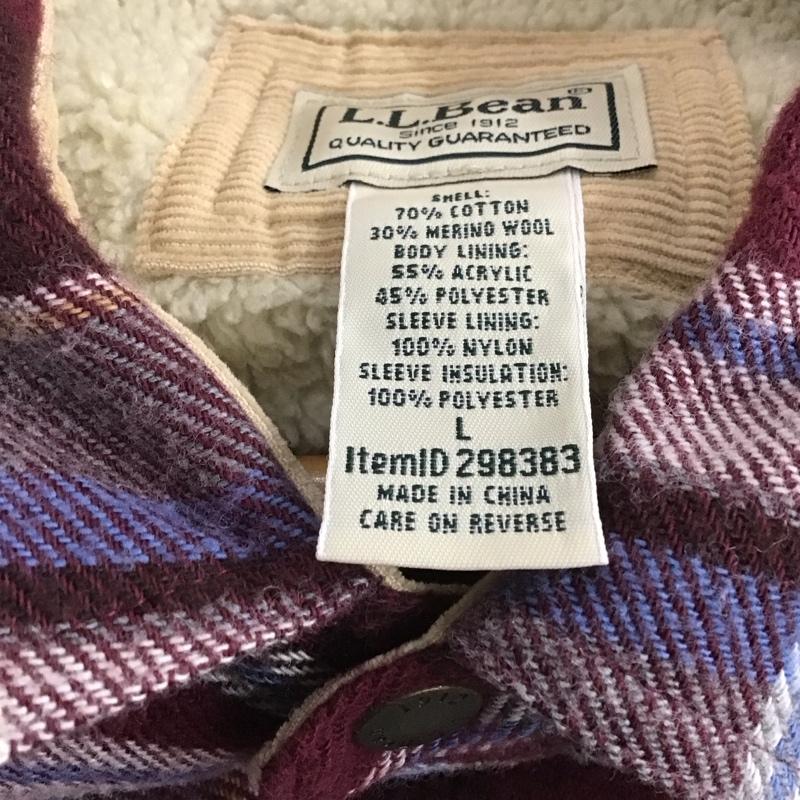 L.L.Bean®
Since 1912
QUALITY GUARANTEED
SHELL:
70% COTTON
30% MERINO WOOL
BODY LINING:
55% ACRYLIC
45% POLYESTER
SLEEVE LINING:
100% NYLON
SLEEVE INSULATION:
100% POLYESTER
L
ItemID 298383
MADE IN CHINA
CARE ON REVERSE